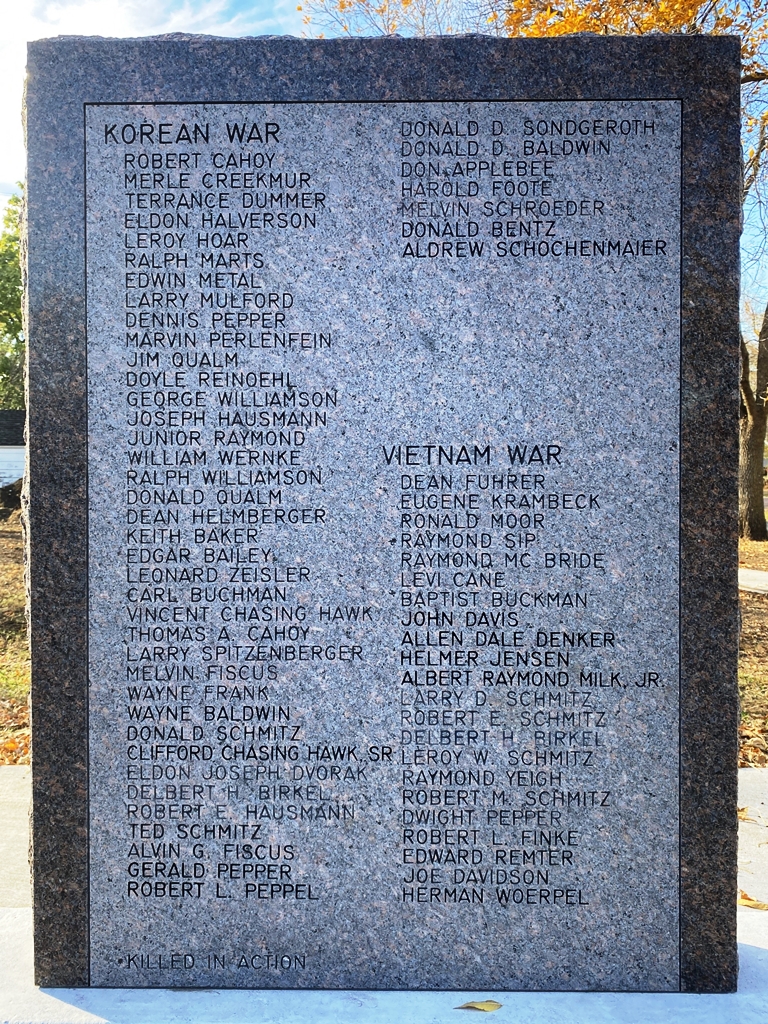 KOREAN WAR
ROBERT CAHOY
MERLE CREEKMUR
TERRANCE DUMMER
ELDON HALVERSON
LEROY HOAR
RALPH MARTS
EDWIN METAL
LARRY MULFORD
DENNIS PEPPER
MARVIN PERLENFEIN
JIM QUALM
DOYLE REINOEHL
GEORGE WILLIAMSON
JOSEPH HAUSMANN
JUNIOR RAYMOND
WILLIAM WERNKE
RALPH WILLIAMSON
DONALD QUALM
DEAN HELMBERGER
KEITH BAKER
EDGAR BAILEY
LEONARD ZEISLER
CARL BUCHMAN
VINCENT CHASING HAWK
THOMAS A. CAHOY
LARRY SPITZENBERGER
MELVIN FISCUS
WAYNE FRANK
WAYNE BALDWIN
DONALD SCHMITZ
CLIFFORD CHASING HAWK, SR
ELDON JOSEPH DVORAK
DELBERT H. BIRKEL
ROBERT E. HAUSMANN
TED SCHMITZ
ALVIN G. FISCUS
GERALD PEPPER
ROBERT L. PEPPEL
DONALD D. SONDGEROTH
DONALD D. BALDWIN
DON APPLEBEE
HAROLD FOOTE
MELVIN SCHROEDER
DONALD BENTZ
ALDREW SCHOCHENMAIER
VIETNAM WAR
DEAN FUHRER
EUGENE KRAMBECK
RONALD MOOR
*RAYMOND SIP
RAYMOND MC BRIDE
LEVI CANE
BAPTIST BUCKMAN
JOHN DAVIS
ALLEN DALE DENKER
HELMER JENSEN
ALBERT RAYMOND MILK, JR.
LARRY D. SCHMITZ
ROBERT E. SCHMITZ
DELBERT H. BIRKEL
LEROY W. SCHMITZ
RAYMOND YEIGH
ROBERT M. SCHMITZ
DWIGHT PEPPER
ROBERT L. FINKE
EDWARD REMTER
JOE DAVIDSON
HERMAN WOERPEL
*KILLED IN ACTION